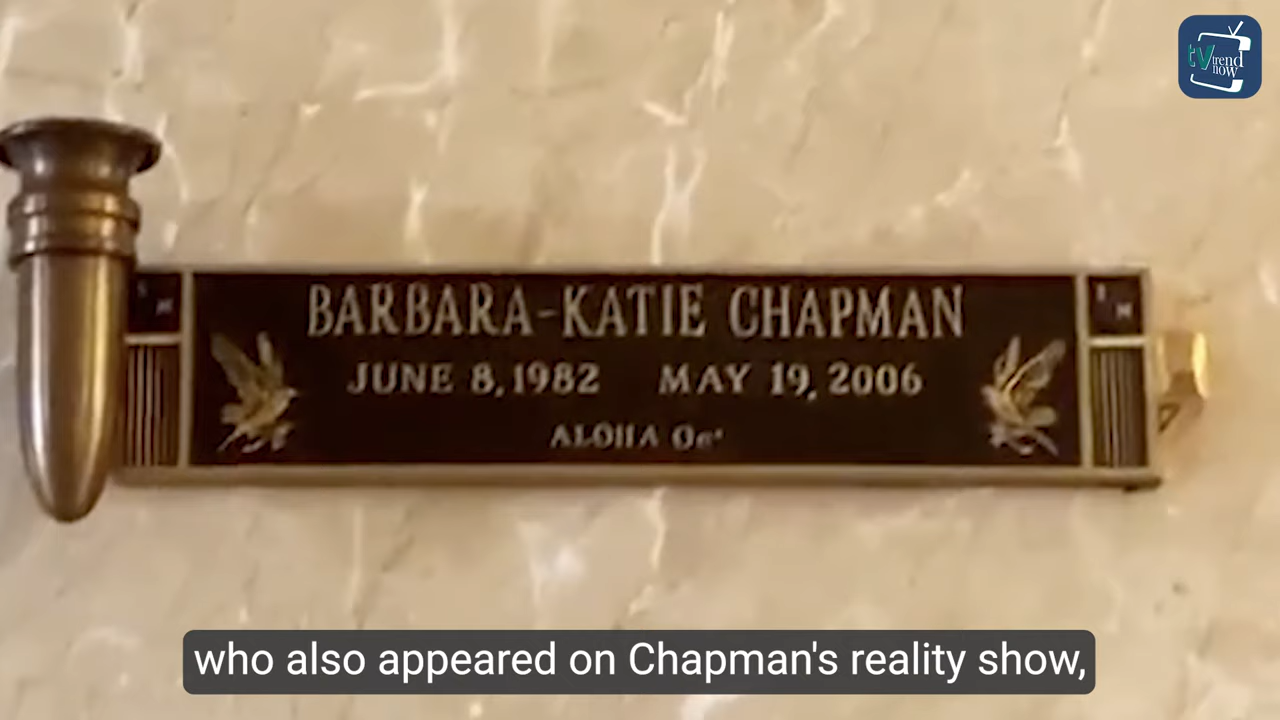 tv trend
now
BARBARA-KATIE CHAPMAN
JUNE 8, 1982 MAY 19, 2006
ALOHA Oe'
who also appeared on Chapman's reality show,